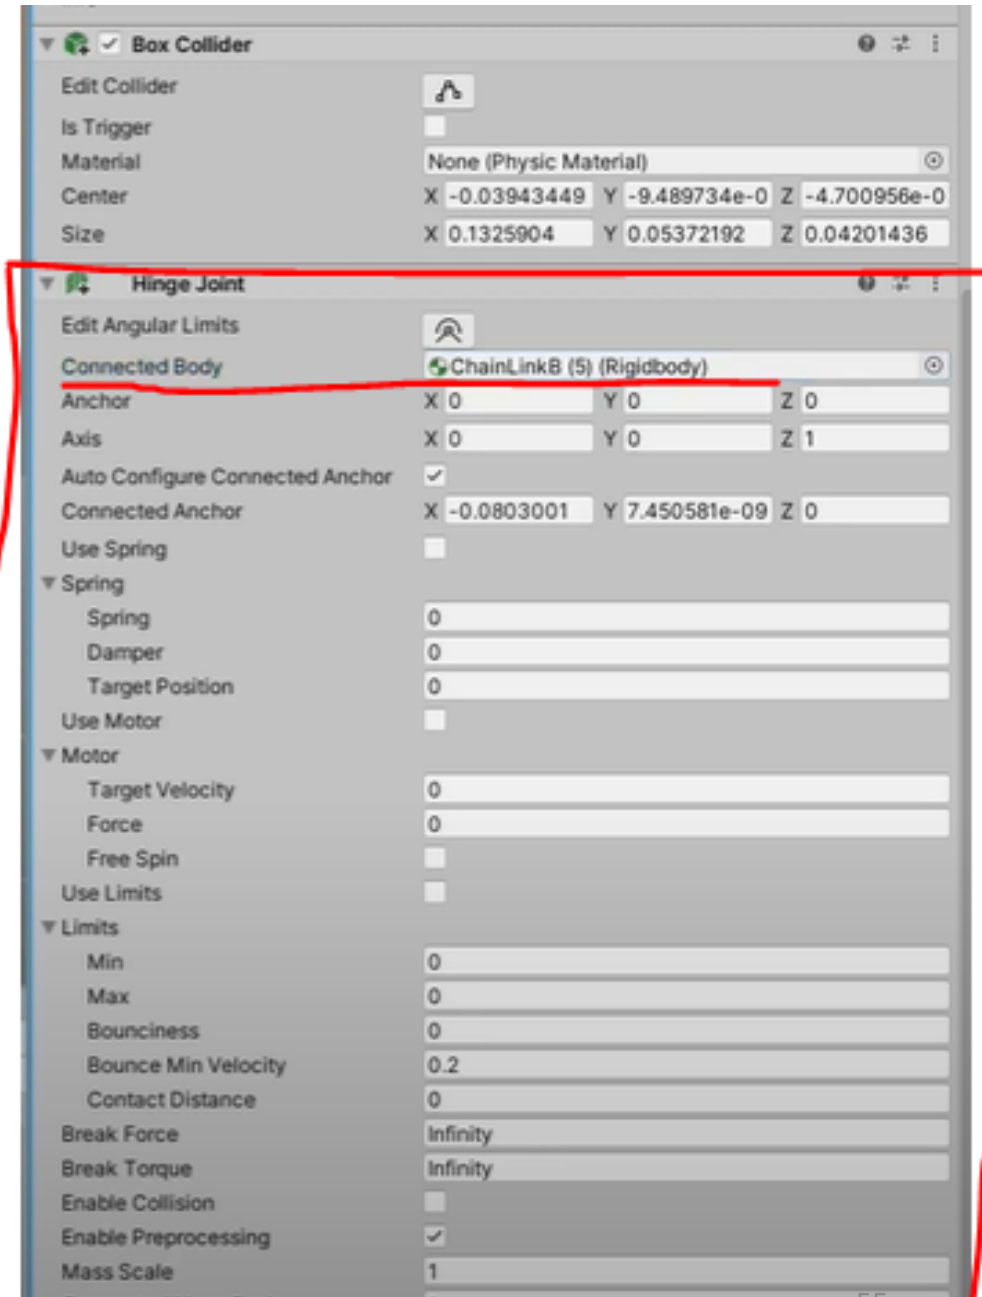 Box Collider
Edit Collider
Is Trigger
Material None (Physic Material)
Center X -0.03943449 Y -9.489734e-0 Z -4.700956e-0
Size X 0.1325904 Y 0.05372192 Z 0.04201436
Hinge Joint
Edit Angular Limits
Connected Body ChainLinkB (5) (Rigidbody)
Anchor X 0 Y 0 Z 0
Axis X 0 Y 0 Z 1
Auto Configure Connected Anchor
Connected Anchor X -0.0803001 Y 7.450581e-09 Z 0
Use Spring
Spring
Spring 0
Damper 0
Target Position 0
Use Motor
Motor
Target Velocity 0
Force 0
Free Spin
Use Limits
Limits
Min 0
Max 0
Bounciness 0
Bounce Min Velocity 0.2
Contact Distance 0
Break Force Infinity
Break Torque Infinity
Enable Collision
Enable Preprocessing
Mass Scale 1